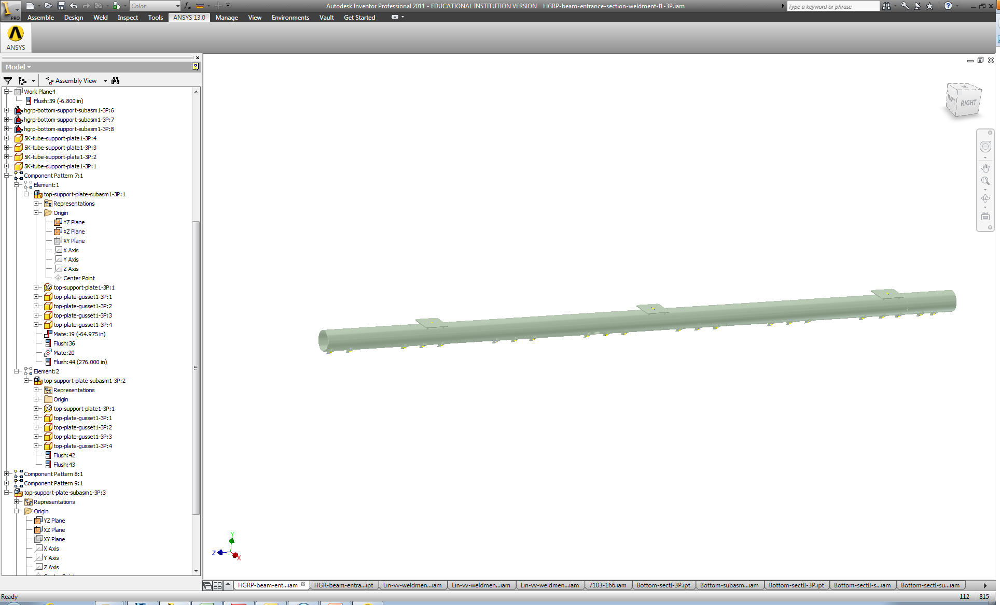 Color
Autodesk Inventor Professional 2011 - EDUCATIONAL INSTITUTION VERSION HGRP-beam-entrance-section-weldment-I1-3P.iam
Type a keyword or phrase
PRO
Assemble Design Weld Inspect Tools ANSYS 13.0 Manage View Environments Vault Get Started
ANSYS
Model
Assembly View
Work Plane4
Flush:39 (-6.800 in)
hgrp-bottom-support-subasm1-3P:6
hgrp-bottom-support-subasm1-3P:7
hgrp-bottom-support-subasm1-3P:8
5K-tube-support-plate1-3P:4
5K-tube-support-plate1-3P:3
5K-tube-support-plate1-3P:2
5K-tube-support-plate1-3P:1
Component Pattern 7:1
Element:1
top-support-plate-subasm1-3P:1
Representations
Origin
YZ Plane
XZ Plane
XY Plane
X Axis
Y Axis
Z Axis
Center Point
top-support-plate1-3P:1
top-plate-gusset1-3P:1
top-plate-gusset1-3P:2
top-plate-gusset1-3P:3
top-plate-gusset1-3P:4
Mate:19 (-64.975 in)
Flush:36
Mate:20
Flush:44 (276.000 in)
Element:2
top-support-plate-subasm1-3P:2
Representations
Origin
top-support-plate1-3P:1
top-plate-gusset1-3P:1
top-plate-gusset1-3P:2
top-plate-gusset1-3P:3
top-plate-gusset1-3P:4
Flush:42
Flush:43
Component Pattern 8:1
Component Pattern 9:1
top-support-plate-subasm1-3P:3
Representations
Origin
YZ Plane
XZ Plane
XY Plane
X Axis
Y Axis
Z Axis
RIGHT
Y
Z
X
HGRP-beam-ent...iam HGR-beam-entra...ipt Lin-vv-weldmen...iam Lin-vv-weldmen...iam Lin-vv-weldmen...iam 7103-166.iam Bottom-sectI-3P.ipt Bottom-subasm...iam Bottom-sectII-3P.ipt Bottom-sectII-s...iam Bottom-sectI-su...iam
Ready
112 815